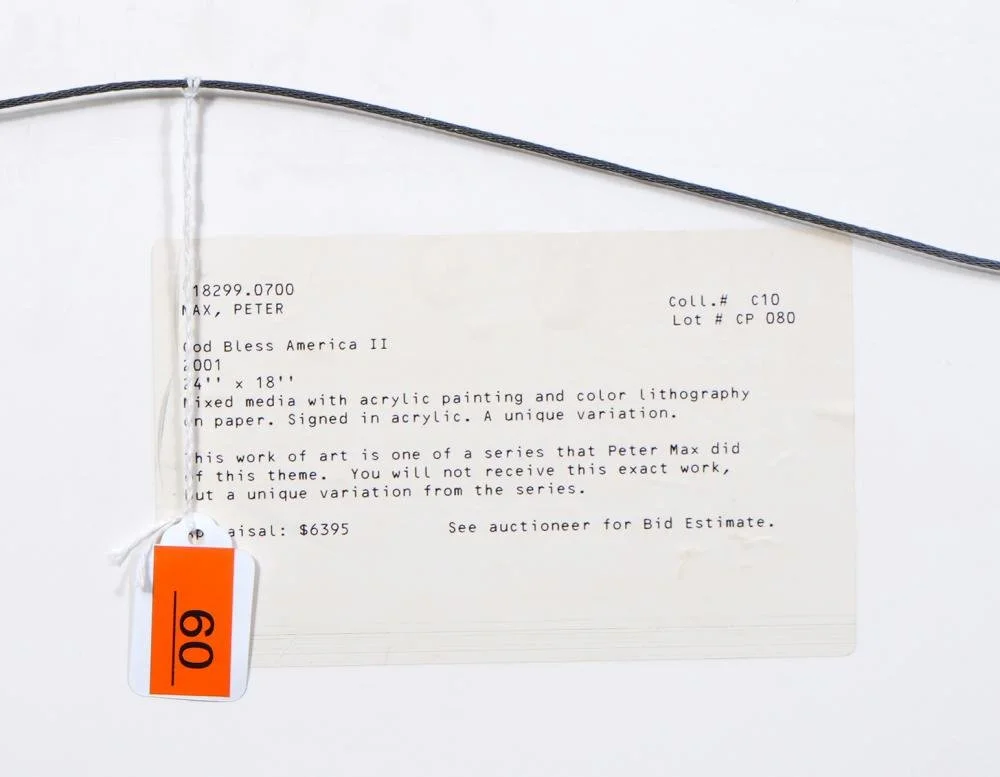 18299.0700
MAX, PETER
Coll.# C10
Lot # CP 080
God Bless America II
2001
24'' x 18''
Mixed media with acrylic painting and color lithography
on paper. Signed in acrylic. A unique variation.
This work of art is one of a series that Peter Max did
of this theme. You will not receive this exact work,
but a unique variation from the series.
Appraisal: $6395 See auctioneer for Bid Estimate.
60